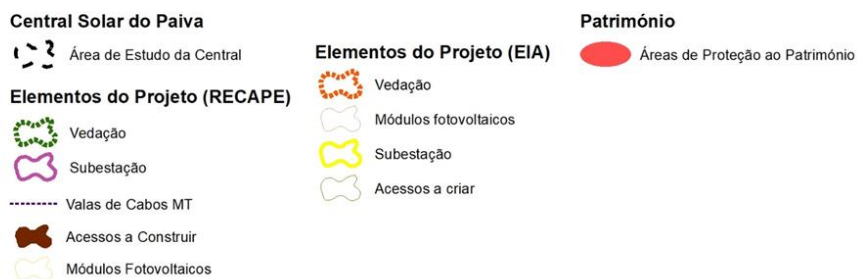 Central Solar do Paiva
Área de Estudo da Central
Elementos do Projeto (RECAPE)
Vedação
Subestação
Valas de Cabos MT
Acessos a Construir
Módulos Fotovoltaicos
Elementos do Projeto (EIA)
Vedação
Módulos fotovoltaicos
Subestação
Acessos a criar
Património
Áreas de Proteção ao Património